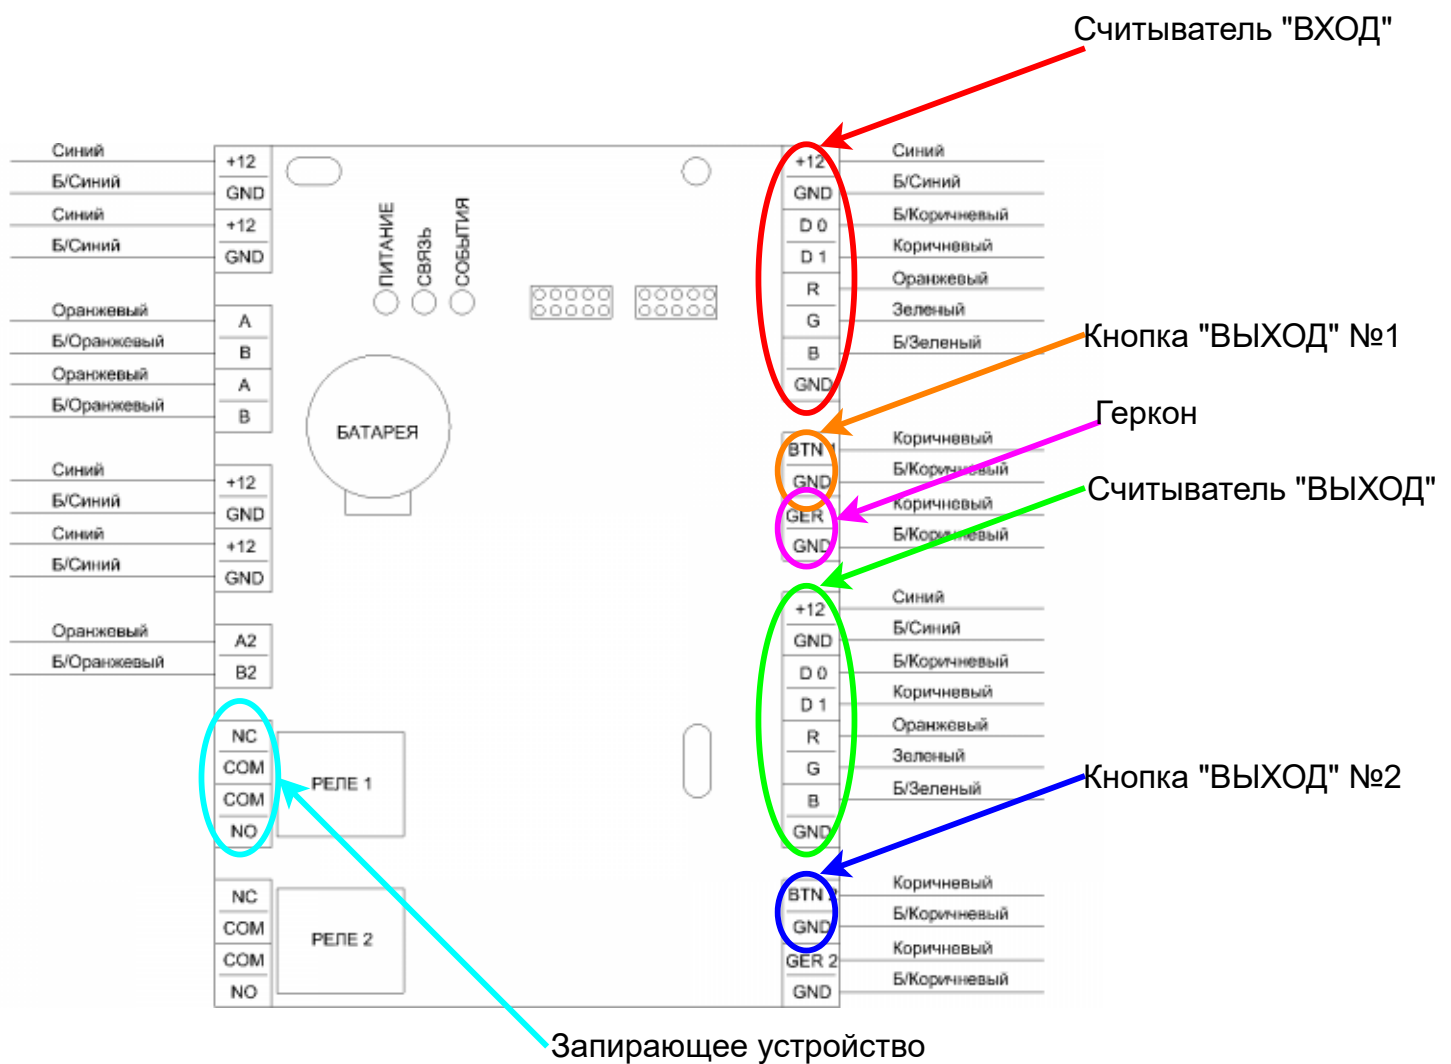 Считыватель "ВХОД"
Синий
+12
Б/Синий
GND
Синий
+12
Б/Синий
GND
Оранжевый
A
Б/Оранжевый
B
Оранжевый
A
Б/Оранжевый
B
Синий
+12
Б/Синий
GND
Синий
+12
Б/Синий
GND
Оранжевый
A2
Б/Оранжевый
B2
NC
COM
COM
NO
РЕЛЕ 1
NC
COM
COM
NO
РЕЛЕ 2
ПИТАНИЕ
СВЯЗЬ
СОБЫТИЯ
БАТАРЕЯ
+12
Синий
GND
Б/Синий
D 0
Б/Коричневый
D 1
Коричневый
R
Оранжевый
G
Зеленый
B
Б/Зеленый
GND
Кнопка "ВЫХОД" №1
BTN 1
Коричневый
GND
Б/Коричневый
Геркон
GER
Коричневый
GND
Б/Коричневый
Считыватель "ВЫХОД"
+12
Синий
GND
Б/Синий
D 0
Б/Коричневый
D 1
Коричневый
R
Оранжевый
G
Зеленый
B
Б/Зеленый
GND
Кнопка "ВЫХОД" №2
BTN 2
Коричневый
GND
Б/Коричневый
GER 2
Коричневый
GND
Б/Коричневый
Запирающее устройство